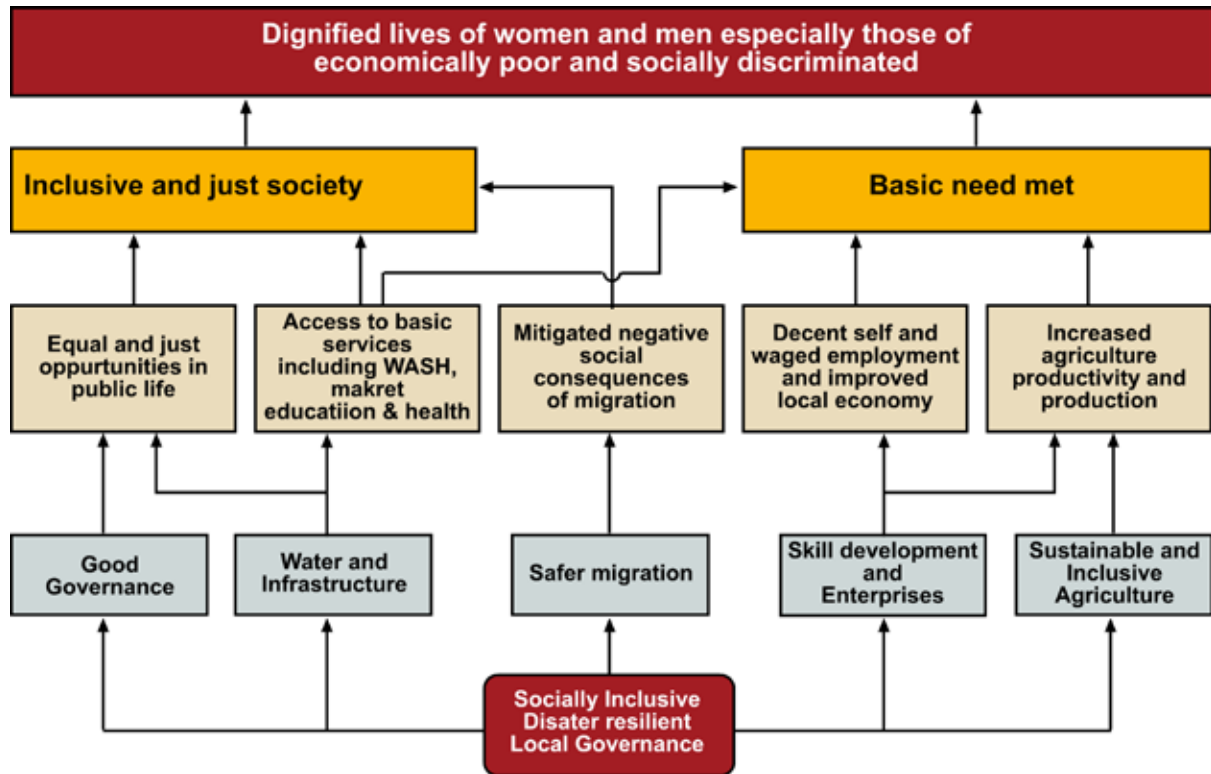 Dignified lives of women and men especially those of
economically poor and socially discriminated
Inclusive and just society
Basic need met
Equal and just
oppurtunities in
public life
Access to basic
services
including WASH,
makret
educatiion & health
Mitigated negative
social
consequences
of migration
Decent self and
waged employment
and improved
local economy
Increased
agriculture
productivity and
production
Good
Governance
Water and
Infrastructure
Safer migration
Skill development
and
Enterprises
Sustainable and
Inclusive
Agriculture
Socially Inclusive
Disater resilient
Local Governance